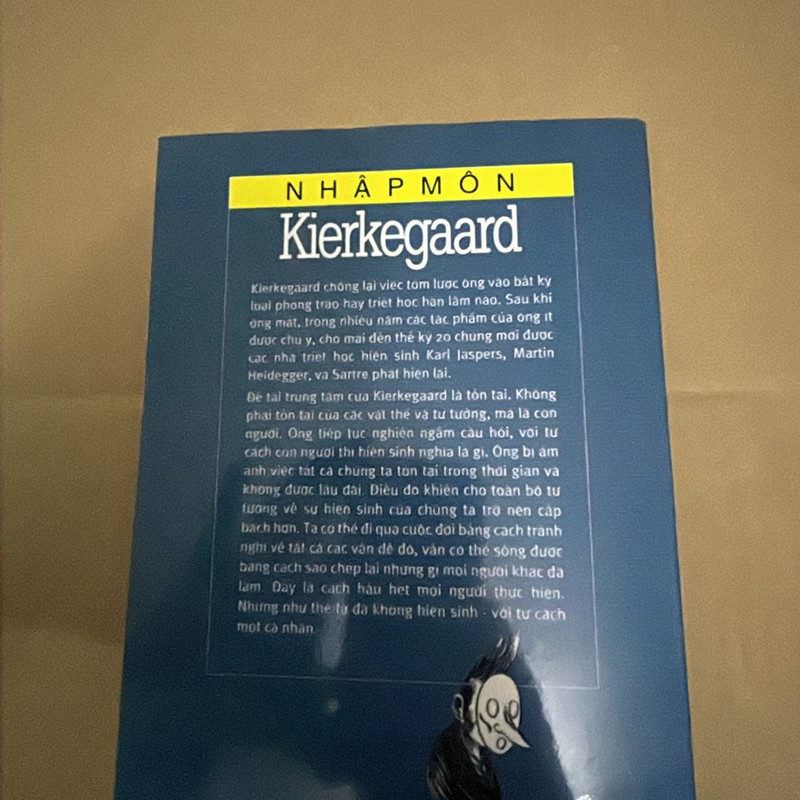 NHẬP MÔN
Kierkegaard
Kierkegaard chống lại việc tóm lược ông vào bất kỳ
loại phong trào hay triết học hàn lâm nào. Sau khi
ông mất, trong nhiều năm các tác phẩm của ông ít
được chú ý, cho mãi đến thế kỷ 20 chúng mới được
các nhà triết học hiện sinh Karl Jaspers, Martin
Heidegger, và Sartre phát hiện lại.
Đề tài trung tâm của Kierkegaard là tồn tại. Không
phải tồn tại của các vật thể và tư tưởng, mà là con
người. Ông tiếp tục nghiền ngẫm câu hỏi, với tư
cách con người thì hiện sinh nghĩa là gì. Ông bị ám
ảnh việc tất cả chúng ta tồn tại trong thời gian và
không được lâu dài. Điều đó khiến cho toàn bộ tư
tưởng về sự hiện sinh của chúng ta trở nên cấp
bách hơn. Ta có thể đi qua cuộc đời bằng cách tránh
nghĩ về tất cả các vấn đề đó, vẫn có thể sống được
bằng cách sao chép lại những gì mọi người khác đã
làm. Đây là cách hầu hết mọi người thực hiện.
Nhưng như thế tự đã không hiện sinh - với tư cách
một cá nhân